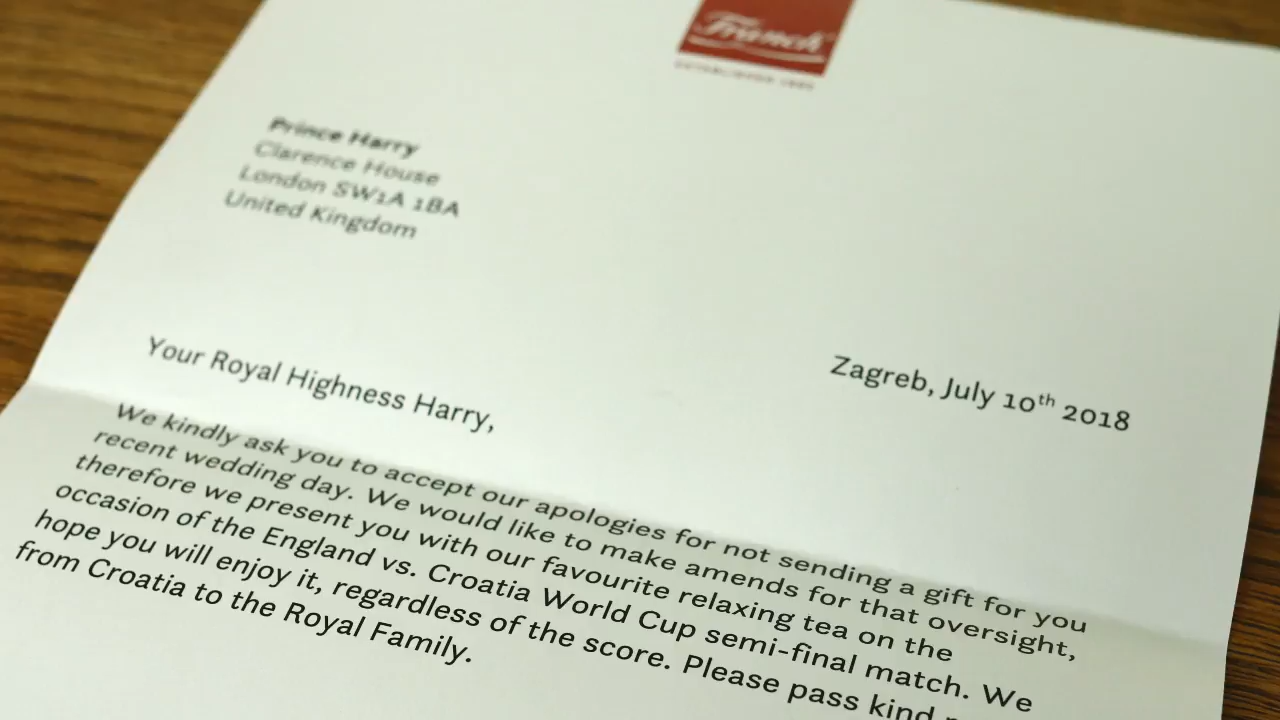 Franck
ESTABLISHED 1892
Prince Harry
Clarence House
London SW1A 1BA
United Kingdom
Zagreb, July 10th 2018
Your Royal Highness Harry,
We kindly ask you to accept our apologies for not sending a gift for you
recent wedding day. We would like to make amends for that oversight,
therefore we present you with our favourite relaxing tea on the
occasion of the England vs. Croatia World Cup semi-final match. We
hope you will enjoy it, regardless of the score. Please pass kind
from Croatia to the Royal Family.